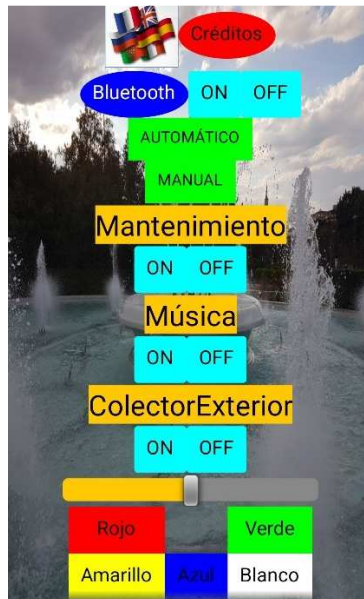 Créditos
Bluetooth ON OFF
AUTOMÁTICO
MANUAL
Mantenimiento
ON OFF
Música
ON OFF
ColectorExterior
ON OFF
Rojo Verde
Amarillo Azul Blanco